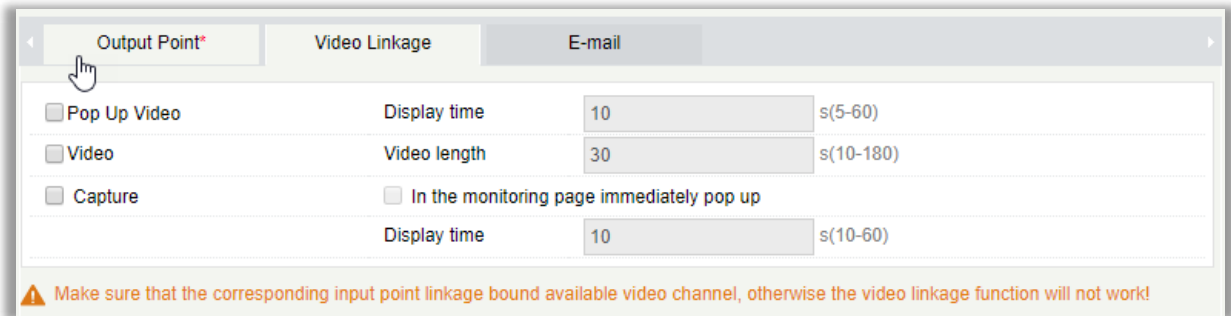 Output Point* Video Linkage E-mail
Pop Up Video Display time 10 s(5-60)
Video Video length 30 s(10-180)
Capture In the monitoring page immediately pop up
Display time 10 s(10-60)
Make sure that the corresponding input point linkage bound available video channel, otherwise the video linkage function will not work!